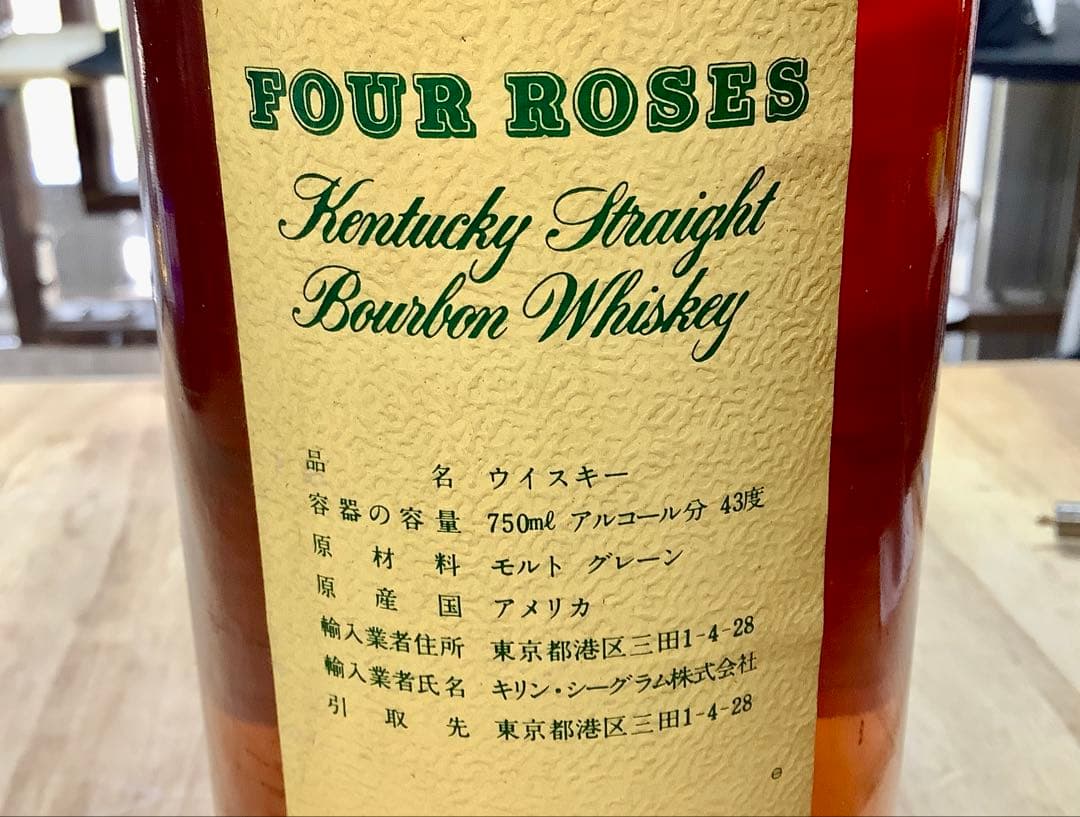 FOUR ROSES
Kentucky Straight
Bourbon Whiskey
品名 ウイスキー
容器の容量 750mℓ アルコール分 43度
原材料 モルト グレーン
原産国 アメリカ
輸入業者住所 東京都港区三田1-4-28
輸入業者氏名 キリン・シーグラム株式会社
引取先 東京都港区三田1-4-28